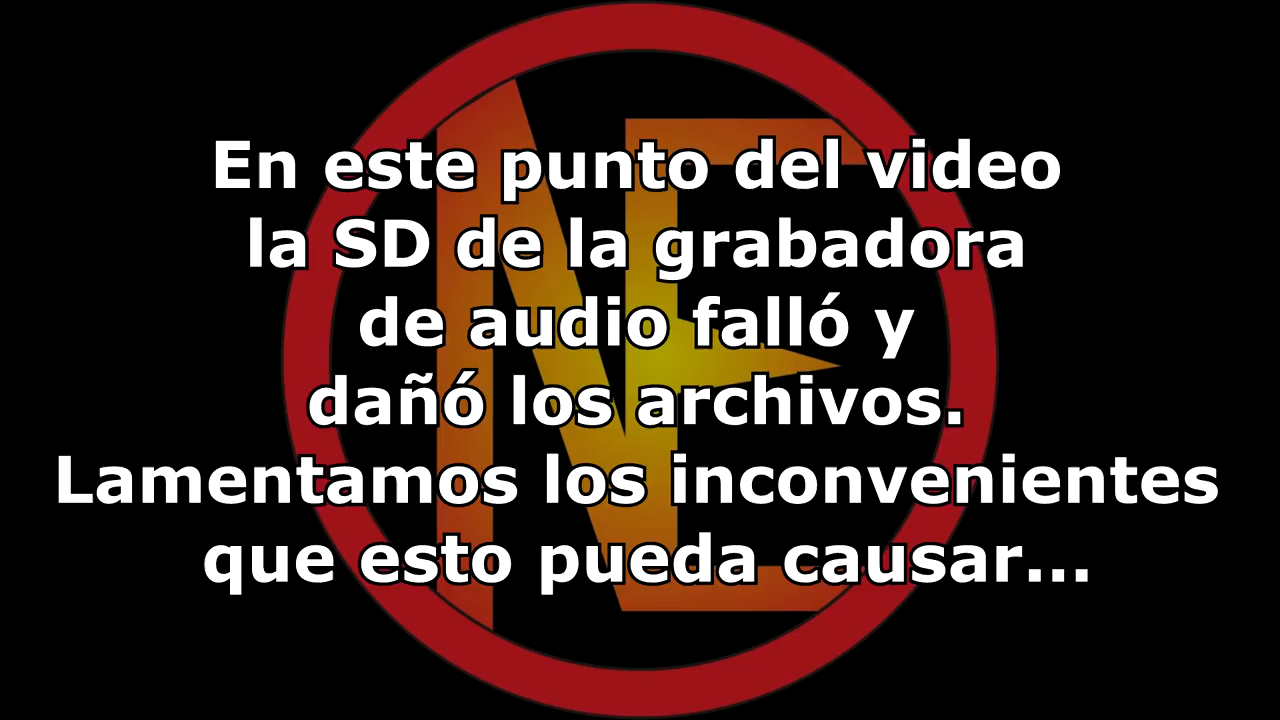 En este punto del video
la SD de la grabadora
de audio falló y
dañó los archivos.
Lamentamos los inconvenientes
que esto pueda causar...
NE